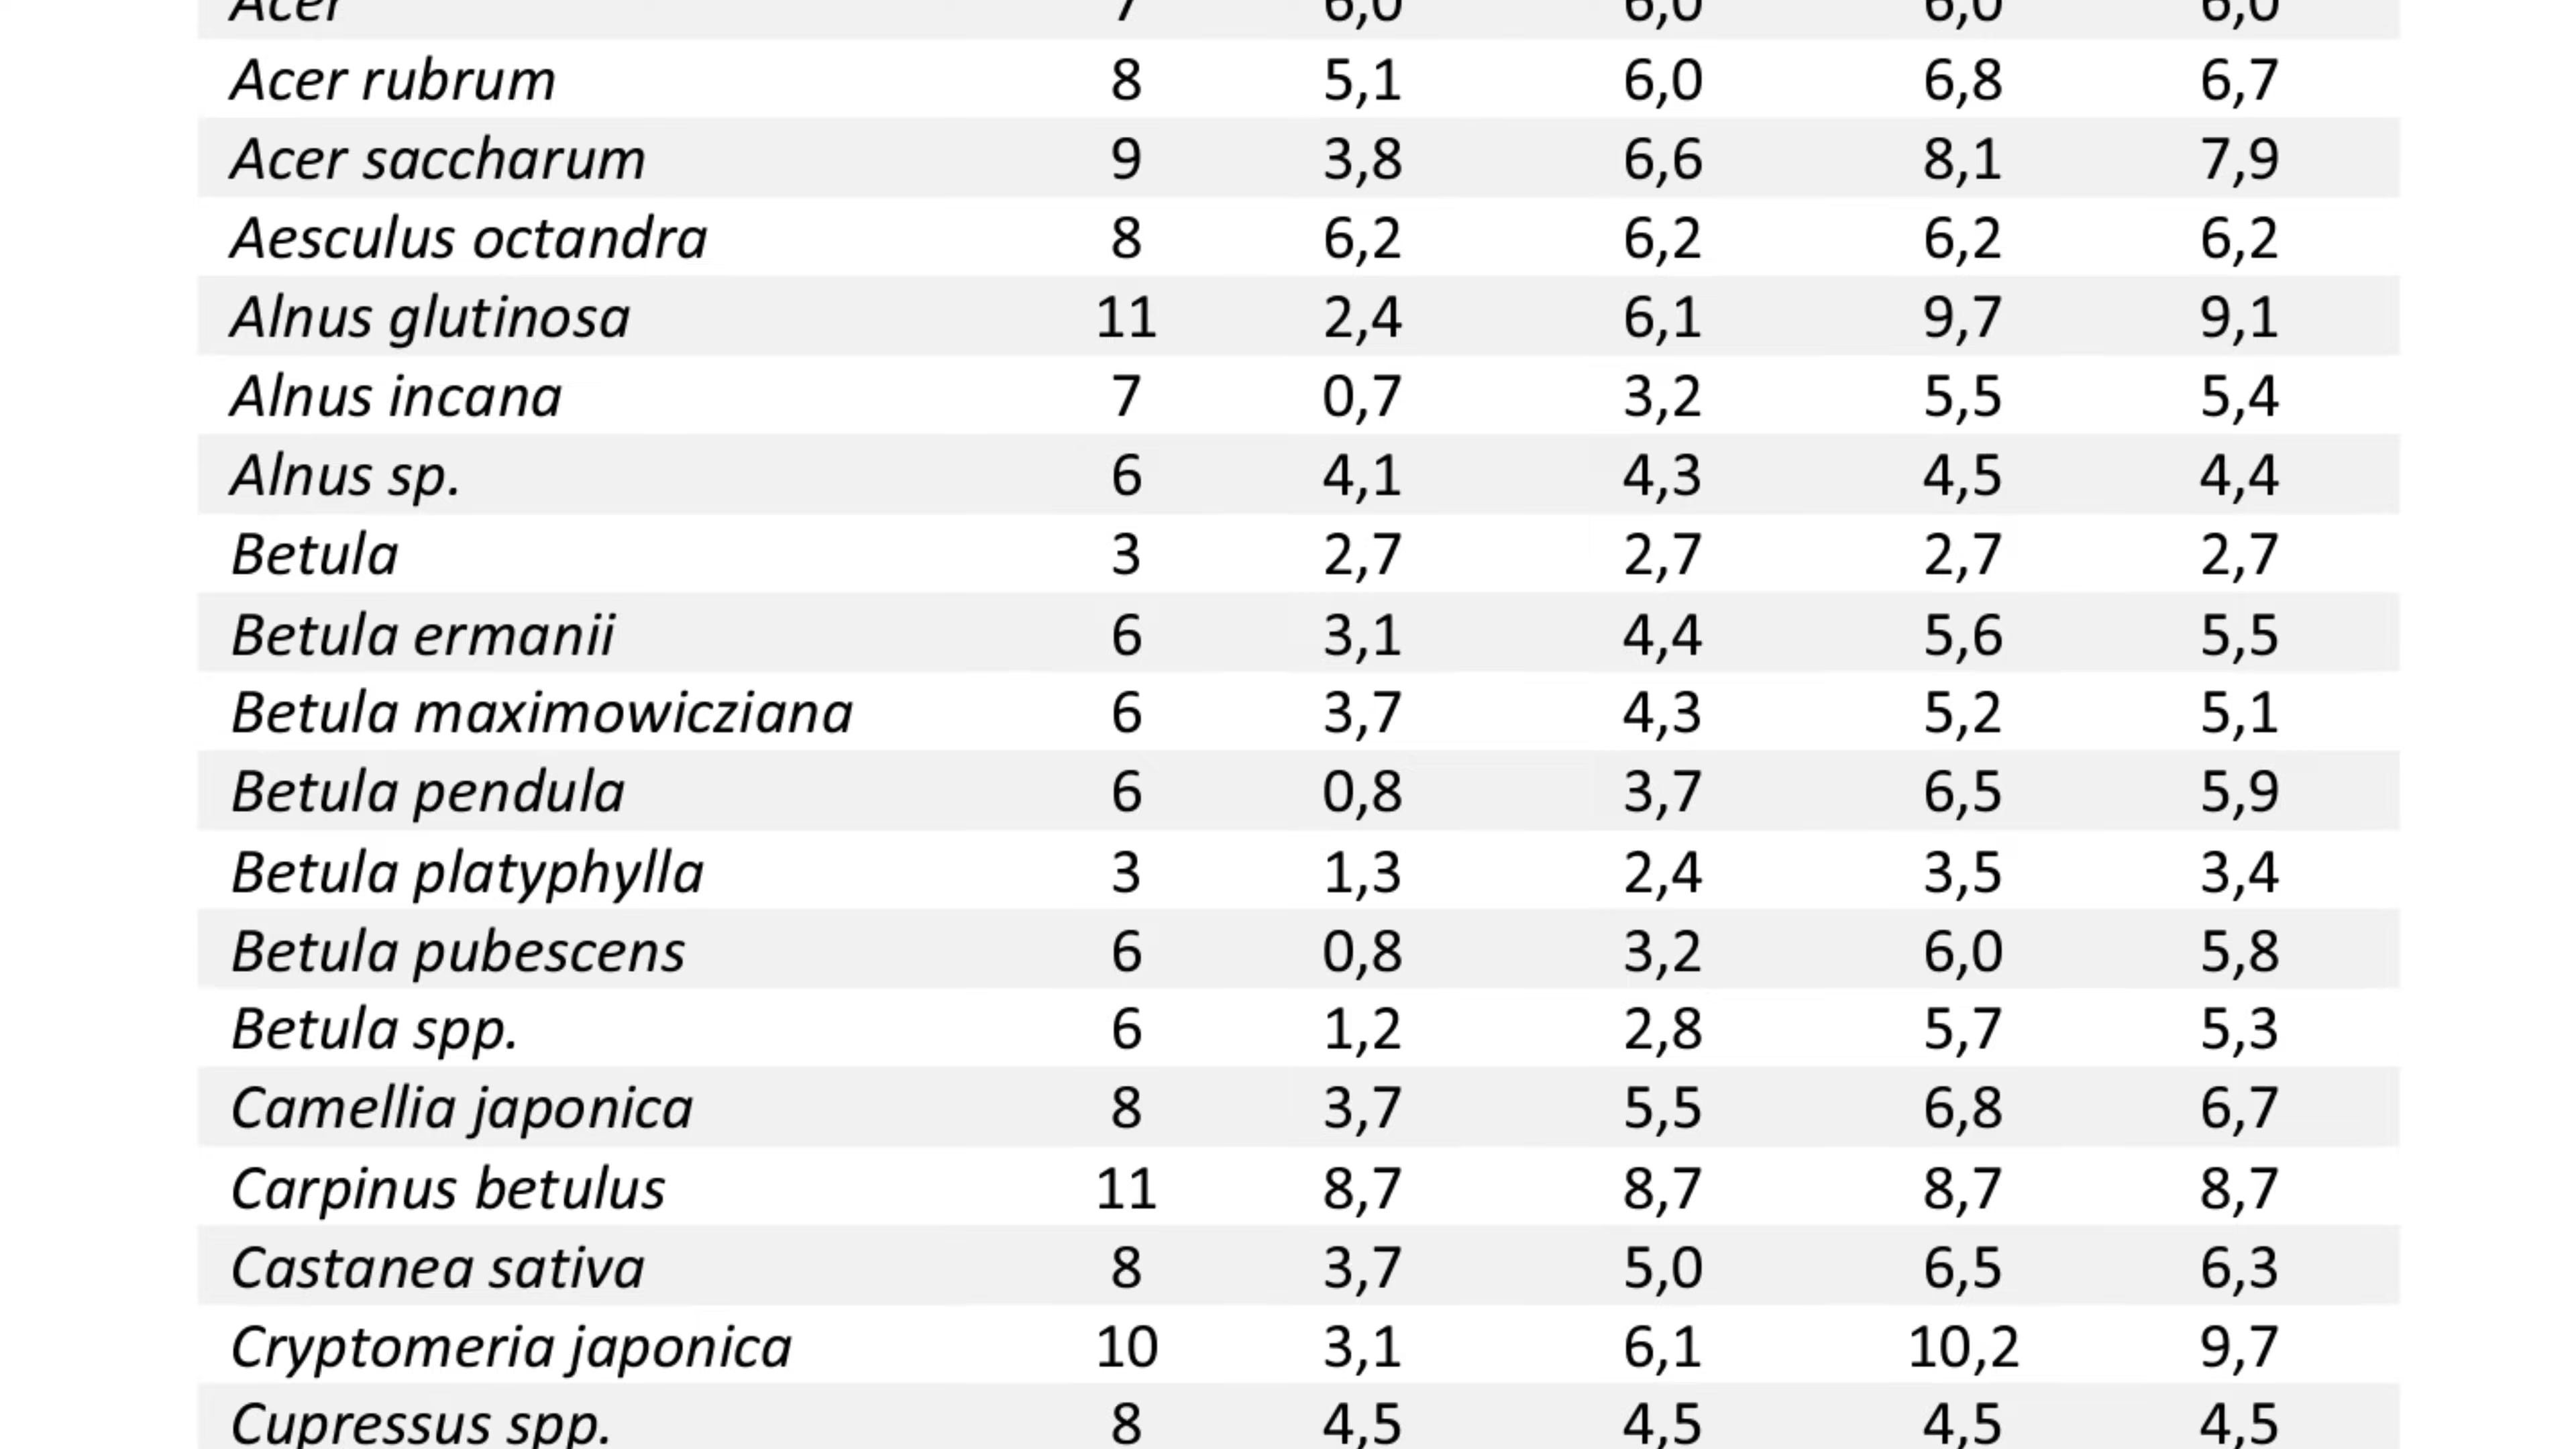 Acer 7 6,0 6,0 6,0 6,0
Acer rubrum 8 5,1 6,0 6,8 6,7
Acer saccharum 9 3,8 6,6 8,1 7,9
Aesculus octandra 8 6,2 6,2 6,2 6,2
Alnus glutinosa 11 2,4 6,1 9,7 9,1
Alnus incana 7 0,7 3,2 5,5 5,4
Alnus sp. 6 4,1 4,3 4,5 4,4
Betula 3 2,7 2,7 2,7 2,7
Betula ermanii 6 3,1 4,4 5,6 5,5
Betula maximowicziana 6 3,7 4,3 5,2 5,1
Betula pendula 6 0,8 3,7 6,5 5,9
Betula platyphylla 3 1,3 2,4 3,5 3,4
Betula pubescens 6 0,8 3,2 6,0 5,8
Betula spp. 6 1,2 2,8 5,7 5,3
Camellia japonica 8 3,7 5,5 6,8 6,7
Carpinus betulus 11 8,7 8,7 8,7 8,7
Castanea sativa 8 3,7 5,0 6,5 6,3
Cryptomeria japonica 10 3,1 6,1 10,2 9,7
Cupressus spp. 8 4,5 4,5 4,5 4,5